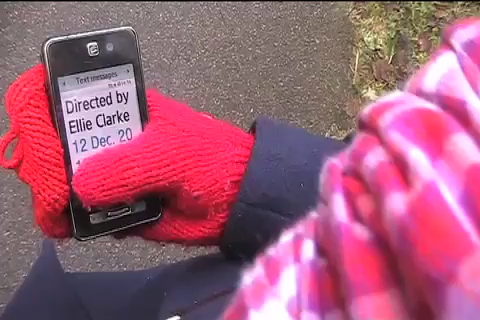 Text messages
Directed by
Ellie Clarke
12 Dec. 20